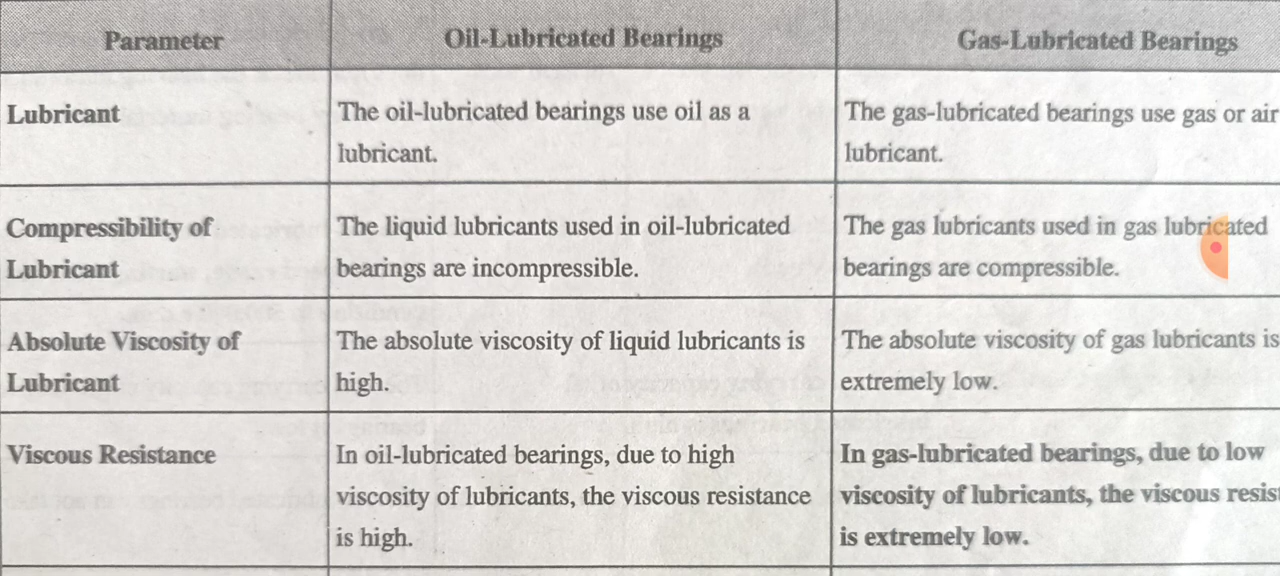 Parameter Oil-Lubricated Bearings Gas-Lubricated Bearings
Lubricant The oil-lubricated bearings use oil as a The gas-lubricated bearings use gas or air
lubricant. lubricant.
Compressibility of The liquid lubricants used in oil-lubricated The gas lubricants used in gas lubricated
Lubricant bearings are incompressible. bearings are compressible.
Absolute Viscosity of The absolute viscosity of liquid lubricants is The absolute viscosity of gas lubricants is
Lubricant high. extremely low.
Viscous Resistance In oil-lubricated bearings, due to high In gas-lubricated bearings, due to low
viscosity of lubricants, the viscous resistance viscosity of lubricants, the viscous
is high. is extremely low.